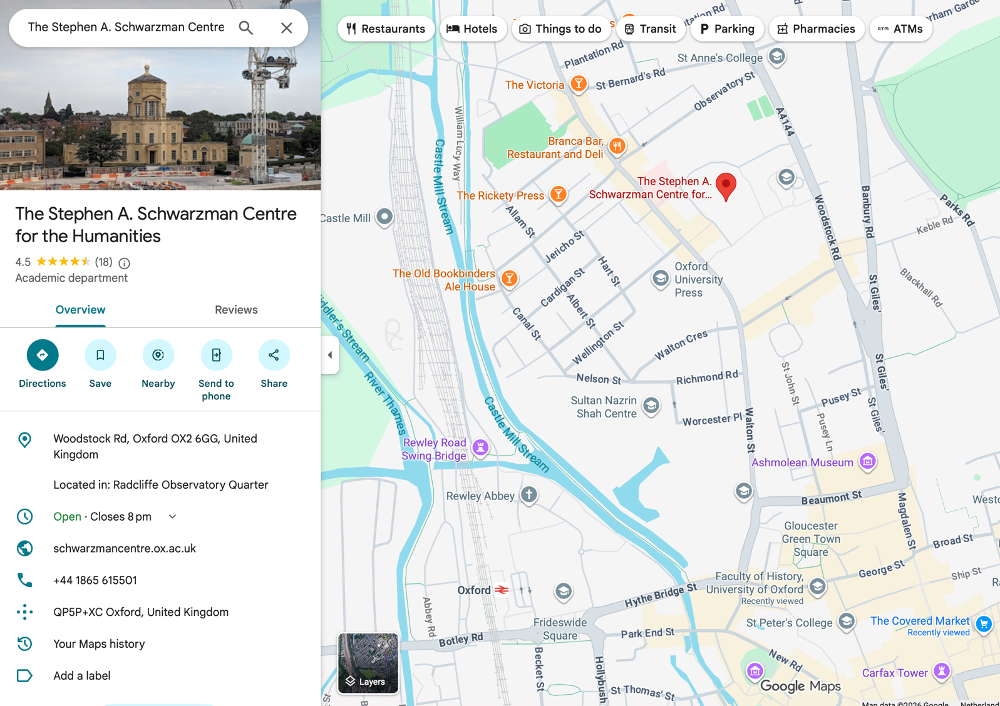 The Stephen A. Schwarzman Centre
Restaurants
Hotels
Things to do
Transit
Parking
Pharmacies
ATMs
The Stephen A. Schwarzman Centre
for the Humanities
4.5 (18)
Academic department
Overview
Reviews
Directions
Save
Nearby
Send to
phone
Share
Woodstock Rd, Oxford OX2 6GG, United
Kingdom
Located in: Radcliffe Observatory Quarter
Open · Closes 8 pm
schwarzmancentre.ox.ac.uk
+44 1865 615501
QP5P+XC Oxford, United Kingdom
Your Maps history
Add a label
Plantation Rd
St Anne's College
The Victoria
St Bernard's Rd
Observatory St
William Lucy Way
A4144
Castle Mill Stream
Branca Bar,
Restaurant and Deli
The Stephen A.
Schwarzman Centre for...
The Rickety Press
Castle Mill
Allam St
Woodstock Rd
Banbury Rd
Parks Rd
Keble Rd
Jericho St
Hart St
Oxford
University
Press
The Old Bookbinders
Ale House
Cardigan St
Albert St
Canal St
St Giles'
Blackhall Rd
Wellington St
Walton Cres
River Thames
Nelson St
Richmond Rd
St John St
St Giles'
Pusey St
St Giles'
Sultan Nazrin
Shah Centre
Worcester Pl
Walton St
Pusey Ln
Castle Mill Stream
Rewley Road
Swing Bridge
Ashmolean Museum
Rewley Abbey
Beaumont St
Magdalen St
Gloucester
Green Town
Square
Broad St
George St
Ship St
Faculty of History,
University of Oxford
Recently viewed
Oxford
Hythe Bridge St
Abbey Rd
Frideswide
Square
St Peter's College
The Covered Market
Recently viewed
Park End St
Botley Rd
Becket St
Hollybush
New Rd
Carfax Tower
St Thomas' St
Layers
Google Maps
Map data ©2026 Google